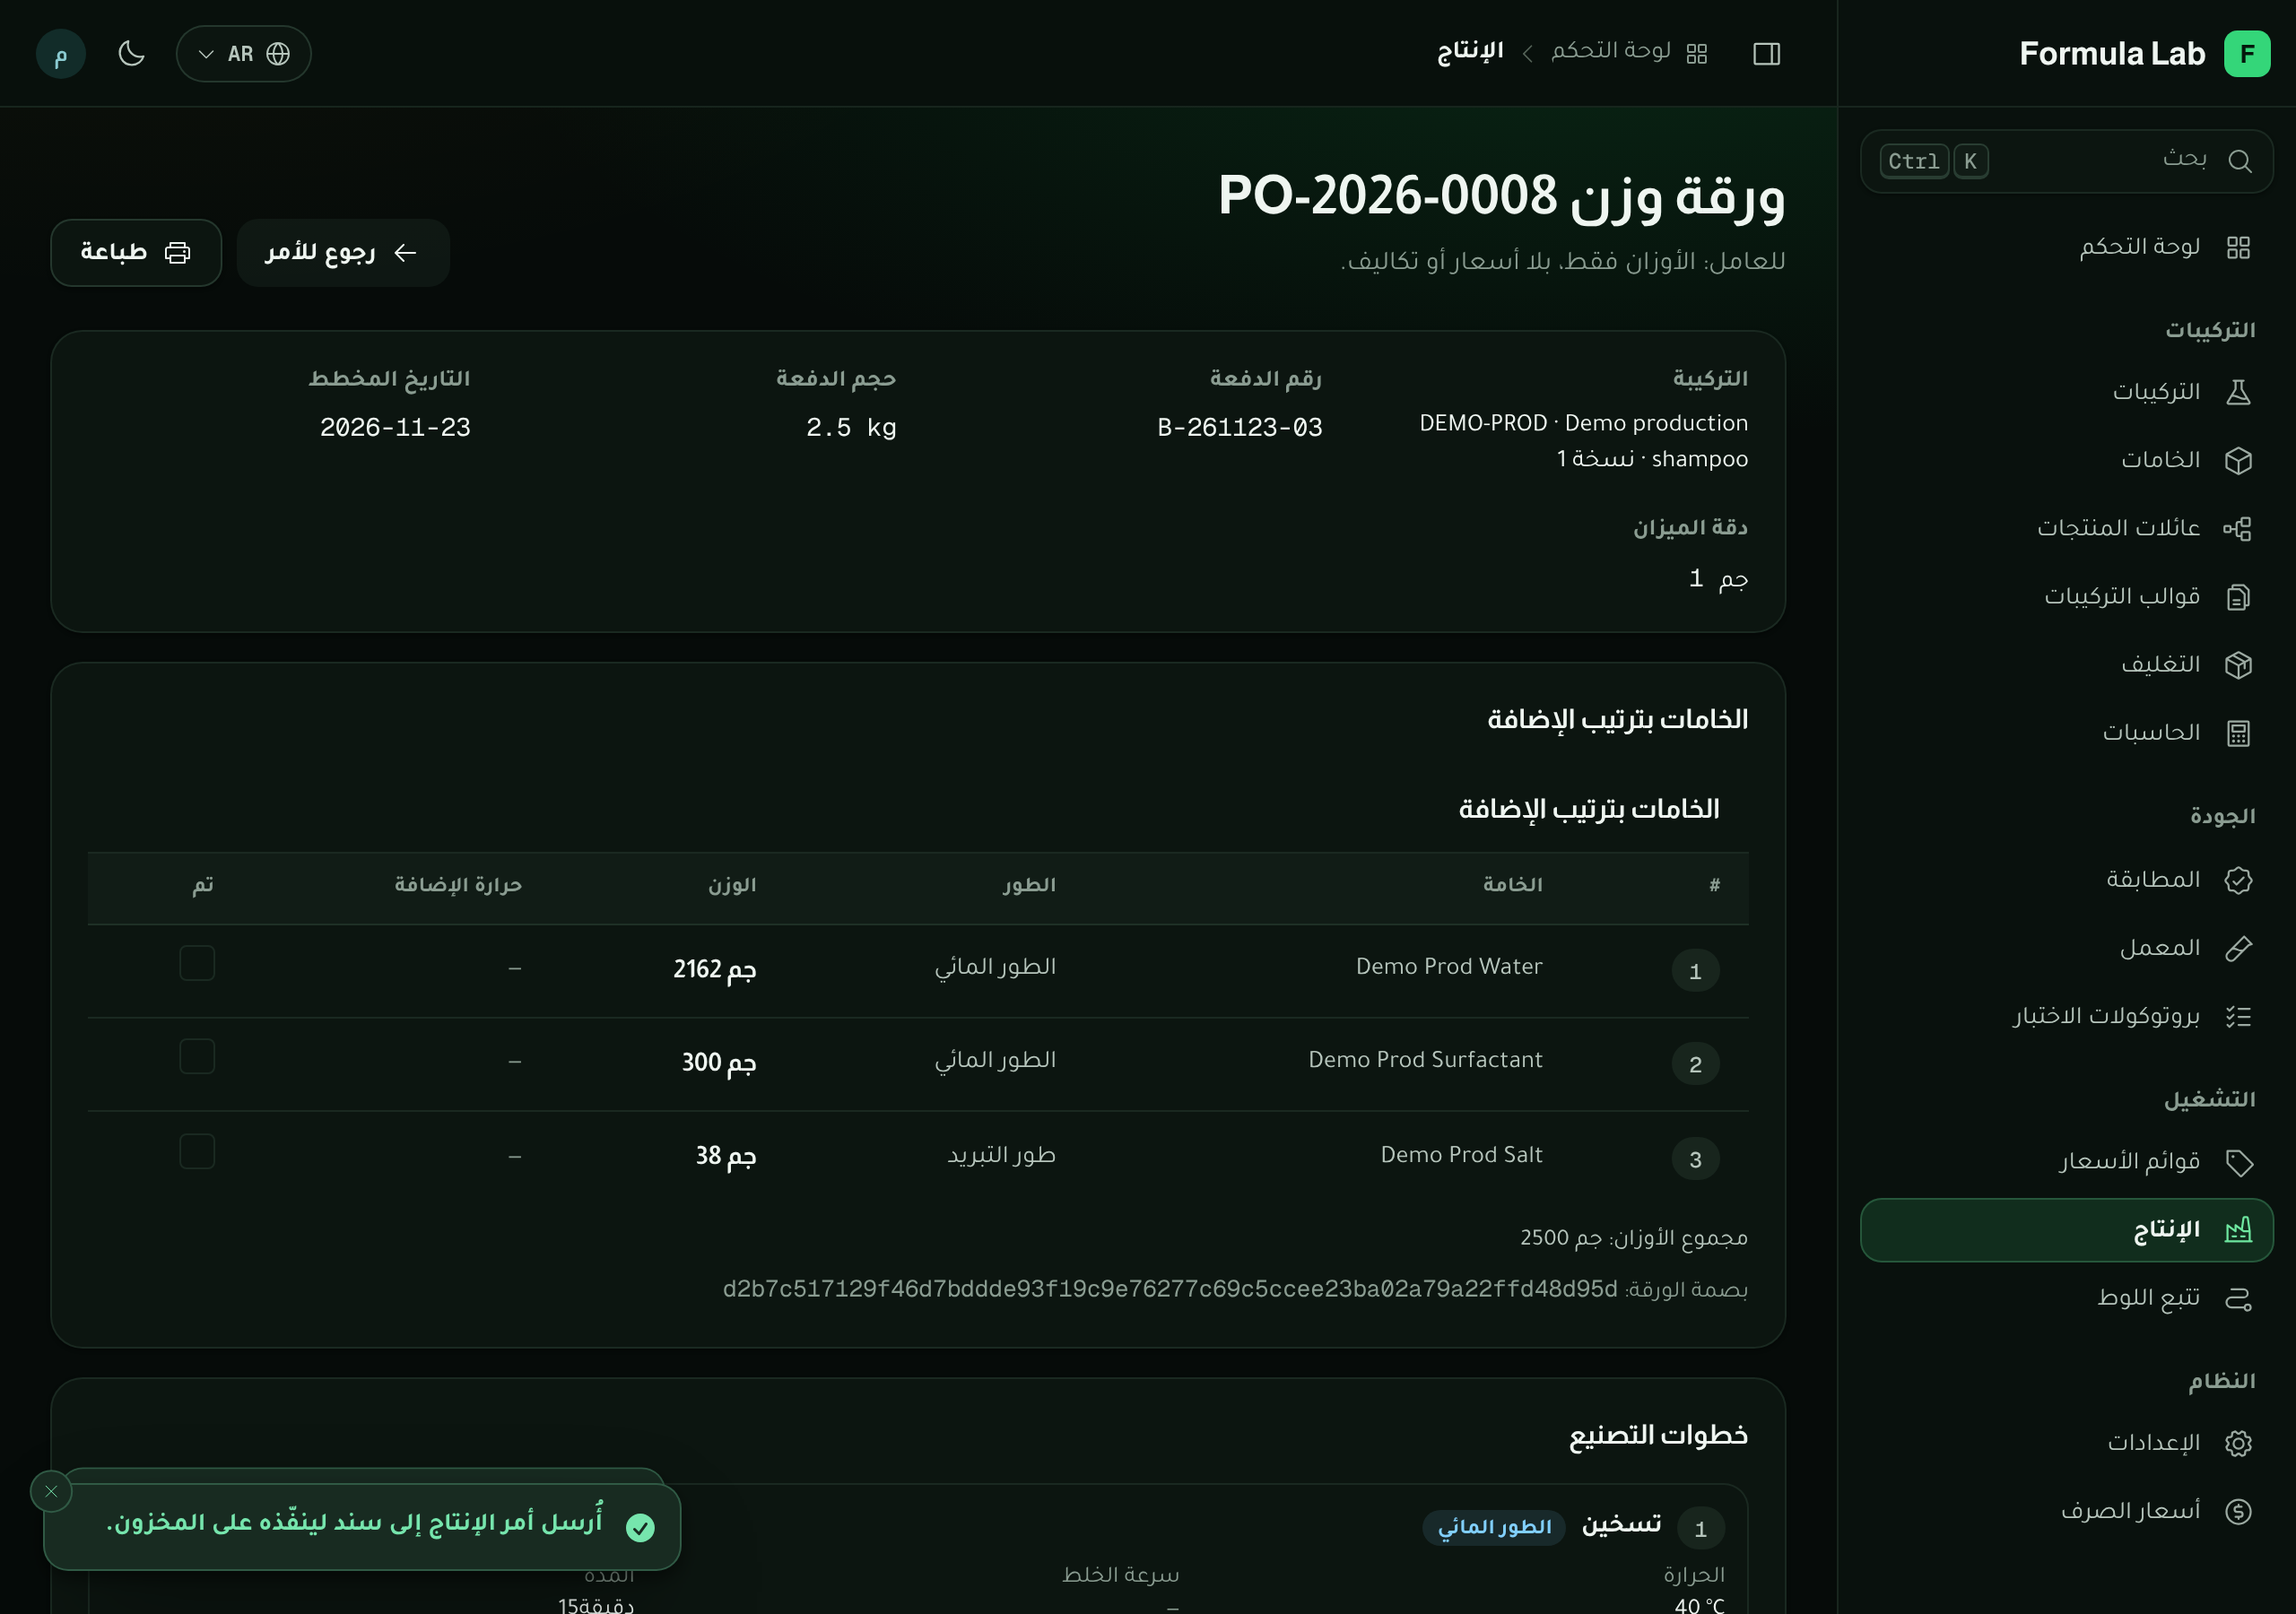 F Formula Lab
بحث Ctrl K
لوحة التحكم
التركيبات
التركيبات
الخامات
عائلات المنتجات
قوالب التركيبات
التغليف
الحاسبات
الجودة
المطابقة
المعمل
بروتوكولات الاختبار
التشغيل
قوائم الأسعار
الإنتاج
تتبع اللوط
النظام
الإعدادات
أسعار الصرف
لوحة التحكم
الإنتاج
AR
م
ورقة وزن PO-2026-0008
للعامل: الأوزان فقط، بلا أسعار أو تكاليف.
رجوع للأمر
طباعة
التركيبة رقم الدفعة حجم الدفعة التاريخ المخطط
DEMO-PROD · Demo production
shampoo · نسخة 1
B-261123-03
2.5 kg
2026-11-23
دقة الميزان
جم 1
الخامات بترتيب الإضافة
الخامات بترتيب الإضافة
# الخامة الطور الوزن حرارة الإضافة تم
1 Demo Prod Water الطور المائي جم 2162 –
2 Demo Prod Surfactant الطور المائي جم 300 –
3 Demo Prod Salt طور التبريد جم 38 –
مجموع الأوزان: جم 2500
بصمة الورقة: d2b7c517129f46d7bddde93f19c9e76277c69c5ccee23ba02a79a22ffd48d95d
خطوات التصنيع
1 تسخين الطور المائي
الحرارة سرعة الخلط المدة
40 °C – دقيقة15
أُرسل أمر الإنتاج إلى سند لينفّذه على المخزون.